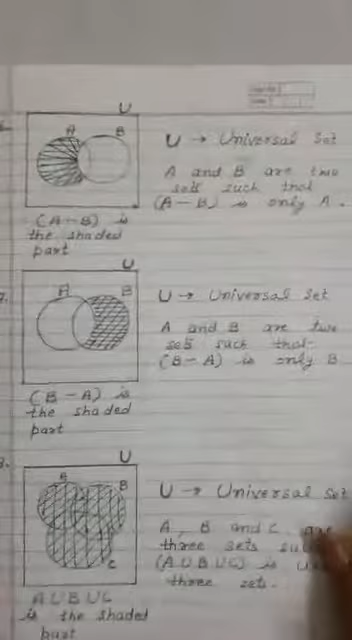 U
A B
U → Universal Set
A and B are two
sets such that
(A - B) is only A.
(A - B) is
the shaded
part
7.
U
A B
U → Universal Set
A and B are two
sets such that
(B - A) is only B
(B - A) is
the shaded
part
8.
U
A B
C
U → Universal Set
A, B and C are
three sets
(A U B U C) is
three sets.
A U B U C
is the shaded
part